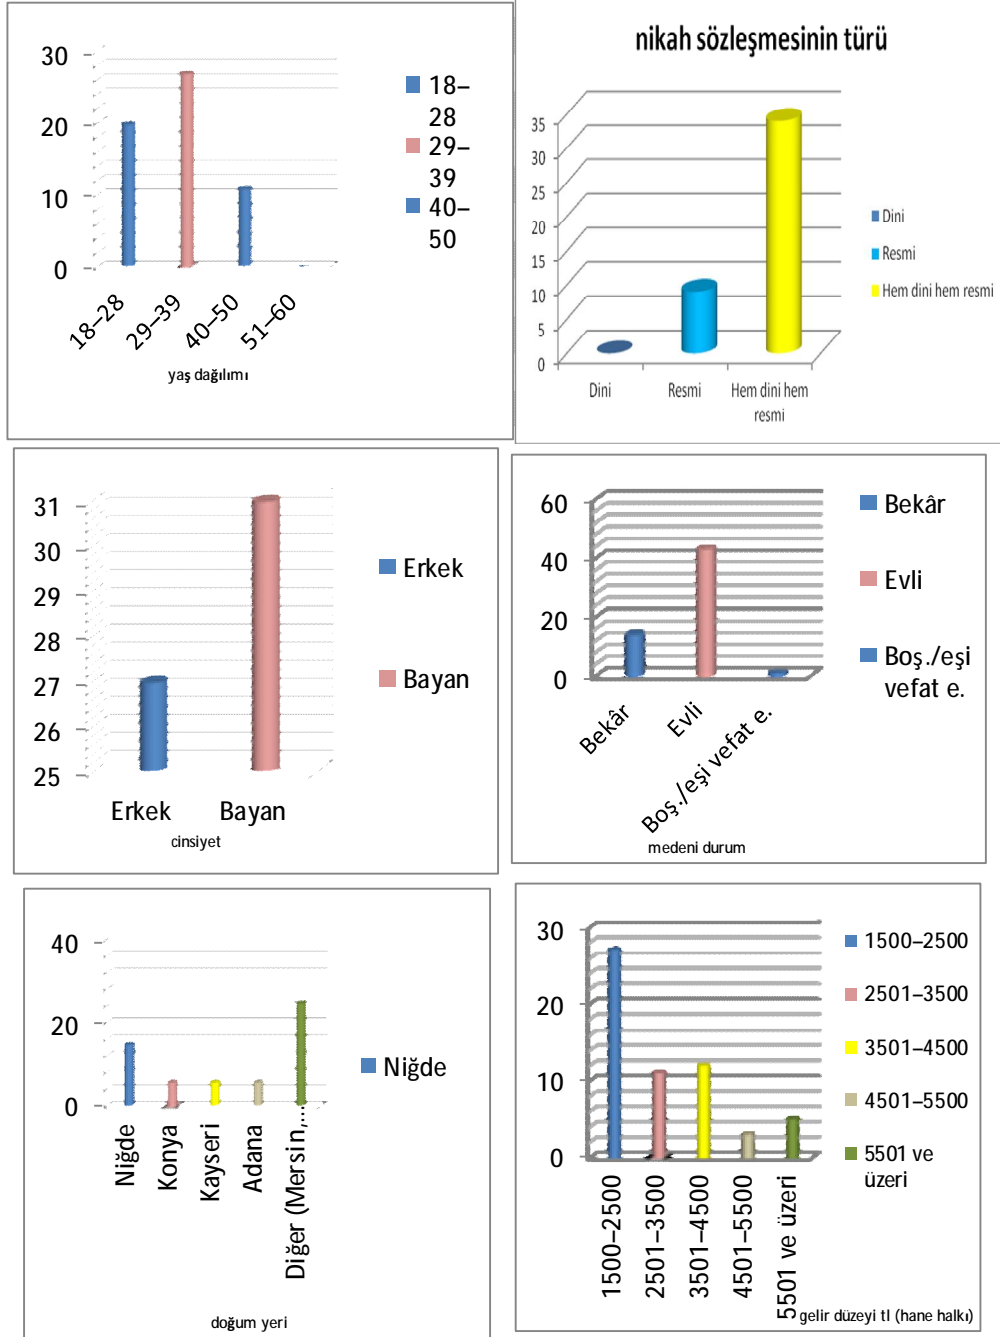 30
20
10
0
18–28
29–39
40–50
51–60
18–
28
29–
39
40–
50
yaş dağılımı
nikah sözleşmesinin türü
35
30
25
20
15
10
5
0
Dini
Resmi
Hem dini hem
resmi
Dini
Resmi
Hem dini hem resmi
31
30
29
28
27
26
25
Erkek
Bayan
Erkek
Bayan
cinsiyet
60
40
20
0
Bekâr
Evli
Boş./eşi vefat e.
Bekâr
Evli
Boş./eşi
vefat e.
medeni durum
40
20
0
Niğde
Konya
Kayseri
Adana
Diğer (Mersin,...
Niğde
doğum yeri
30
20
10
0
1500–2500
2501–3500
3501–4500
4501–5500
5501 ve üzeri
1500–2500
2501–3500
3501–4500
4501–5500
5501 ve
üzeri
gelir düzeyi tl (hane halkı)